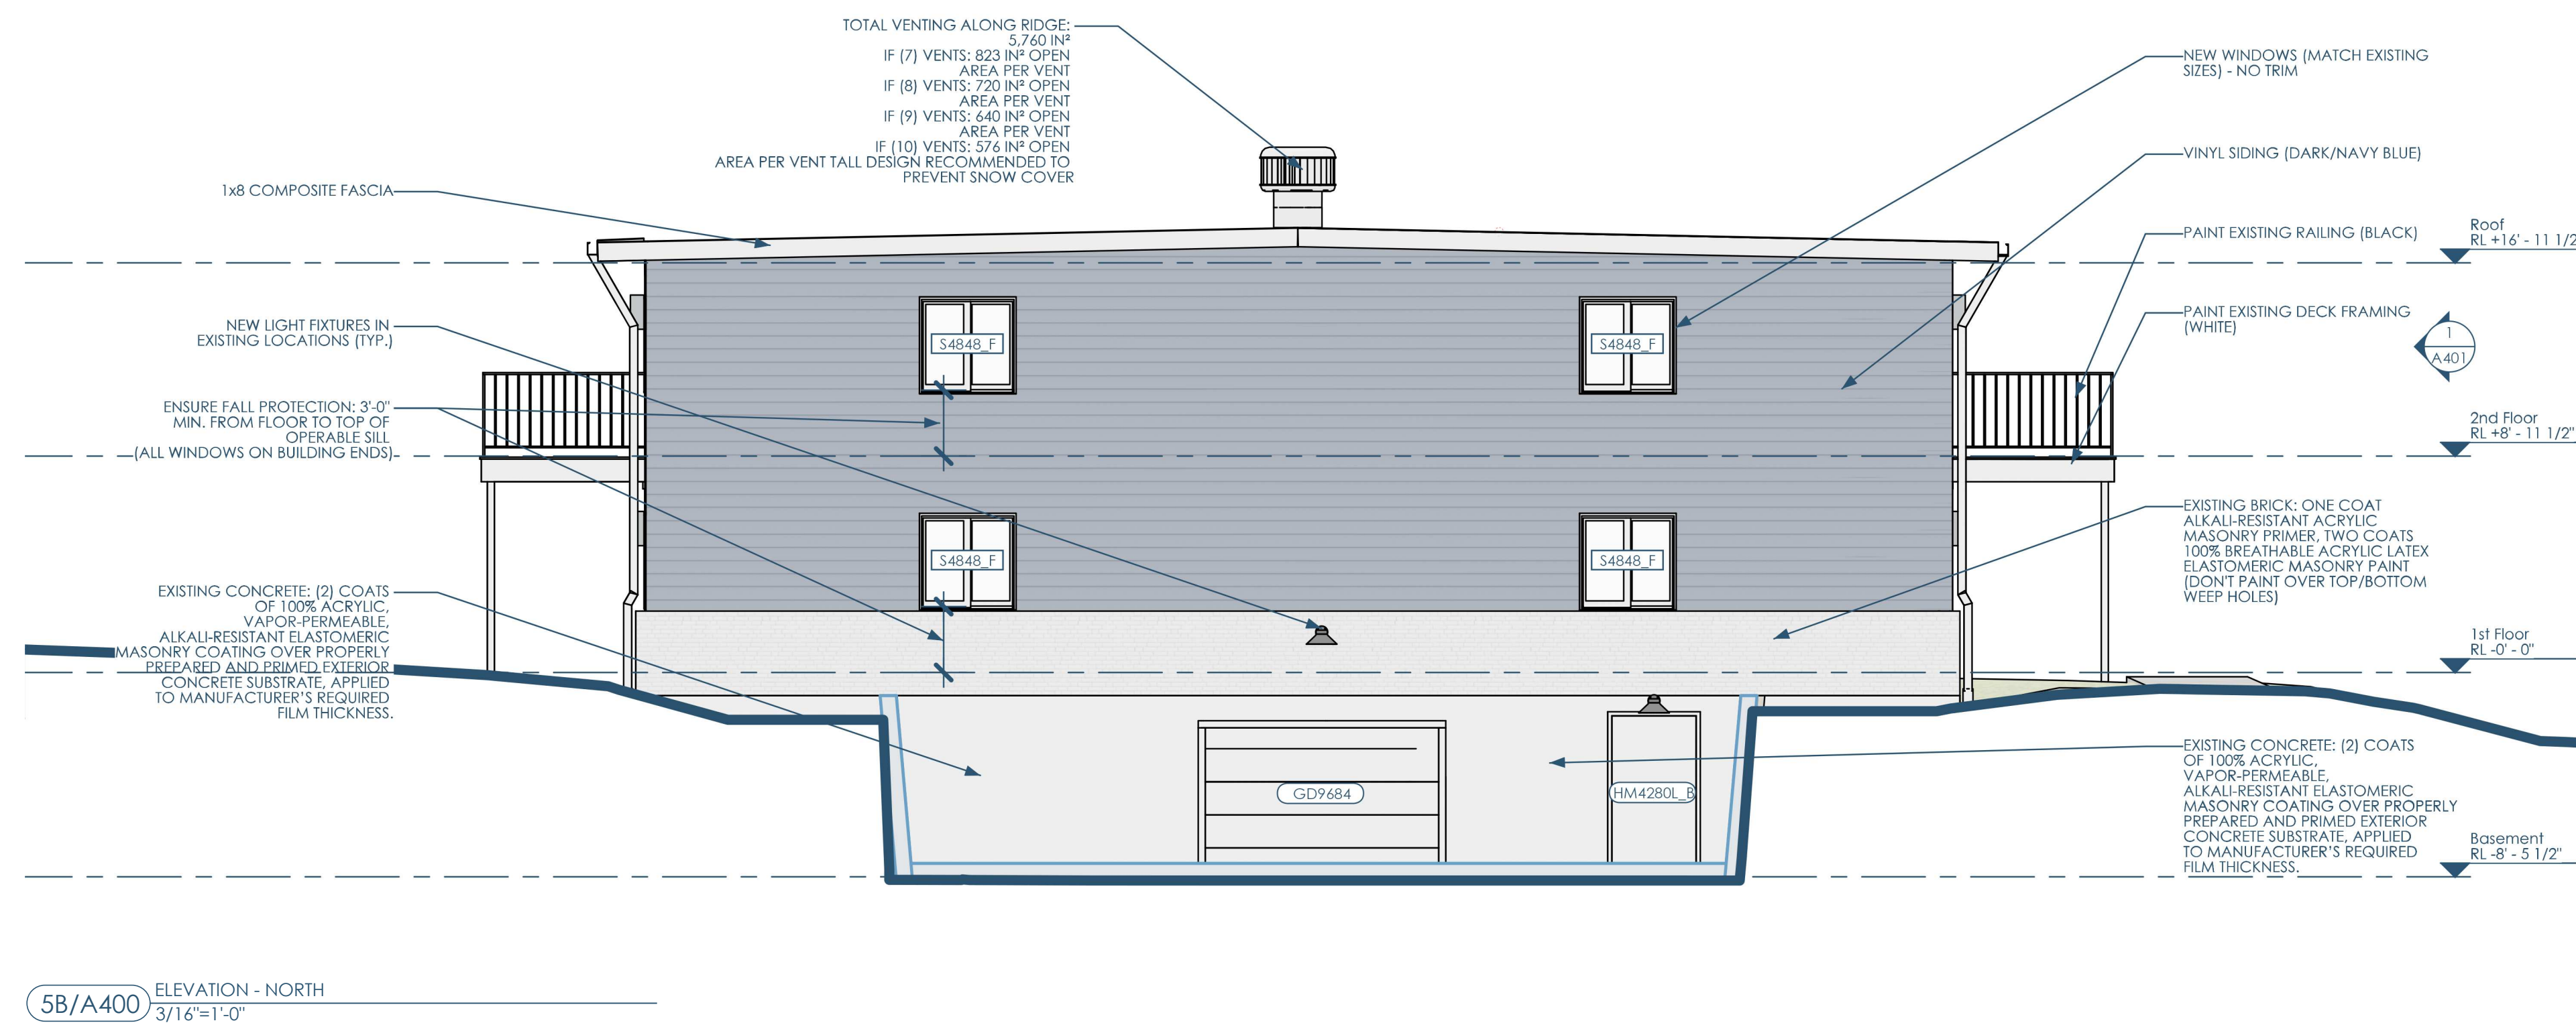 TOTAL VENTING ALONG RIDGE:
5,760 IN²
IF (7) VENTS: 823 IN² OPEN
AREA PER VENT
IF (8) VENTS: 720 IN² OPEN
AREA PER VENT
IF (9) VENTS: 640 IN² OPEN
AREA PER VENT
IF (10) VENTS: 576 IN² OPEN
AREA PER VENT TALL DESIGN RECOMMENDED TO
PREVENT SNOW COVER
1x8 COMPOSITE FASCIA
NEW LIGHT FIXTURES IN
EXISTING LOCATIONS (TYP.)
ENSURE FALL PROTECTION: 3'-0"
MIN. FROM FLOOR TO TOP OF
OPERABLE SILL
(ALL WINDOWS ON BUILDING ENDS)
EXISTING CONCRETE: (2) COATS
OF 100% ACRYLIC,
VAPOR-PERMEABLE,
ALKALI-RESISTANT ELASTOMERIC
MASONRY COATING OVER PROPERLY
PREPARED AND PRIMED EXTERIOR
CONCRETE SUBSTRATE, APPLIED
TO MANUFACTURER'S REQUIRED
FILM THICKNESS.
S4848_F
S4848_F
S4848_F
S4848_F
GD9684
HM4280L_B
NEW WINDOWS (MATCH EXISTING
SIZES) - NO TRIM
VINYL SIDING (DARK/NAVY BLUE)
PAINT EXISTING RAILING (BLACK)
PAINT EXISTING DECK FRAMING
(WHITE)
EXISTING BRICK: ONE COAT
ALKALI-RESISTANT ACRYLIC
MASONRY PRIMER, TWO COATS
100% BREATHABLE ACRYLIC LATEX
ELASTOMERIC MASONRY PAINT
(DON'T PAINT OVER TOP/BOTTOM
WEEP HOLES)
EXISTING CONCRETE: (2) COATS
OF 100% ACRYLIC,
VAPOR-PERMEABLE,
ALKALI-RESISTANT ELASTOMERIC
MASONRY COATING OVER PROPERLY
PREPARED AND PRIMED EXTERIOR
CONCRETE SUBSTRATE, APPLIED
TO MANUFACTURER'S REQUIRED
FILM THICKNESS.
Roof
RL +16' - 11 1/2
1
A401
2nd Floor
RL +8' - 11 1/2"
1st Floor
RL -0' - 0"
Basement
RL -8' - 5 1/2"
5B/A400
ELEVATION - NORTH
3/16"=1'-0"